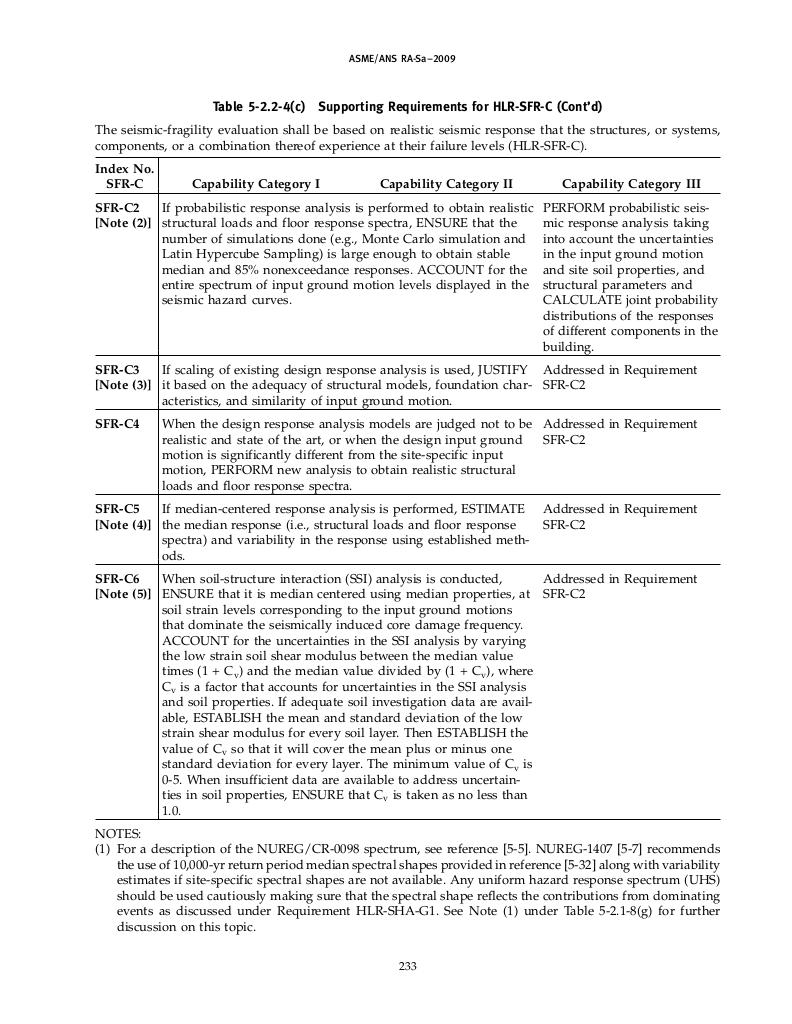 ASME/ANS RA-Sa–2009
Table 5-2.2-4(c) Supporting Requirements for HLR-SFR-C (Cont'd)
The seismic-fragility evaluation shall be based on realistic seismic response that the structures, or systems,
components, or a combination thereof experience at their failure levels (HLR-SFR-C).
Index No.
SFR-C Capability Category I Capability Category II Capability Category III
SFR-C2
[Note (2)]
If probabilistic response analysis is performed to obtain realistic
structural loads and floor response spectra, ENSURE that the
number of simulations done (e.g., Monte Carlo simulation and
Latin Hypercube Sampling) is large enough to obtain stable
median and 85% nonexceedance responses. ACCOUNT for the
entire spectrum of input ground motion levels displayed in the
seismic hazard curves.
PERFORM probabilistic seis-
mic response analysis taking
into account the uncertainties
in the input ground motion
and site soil properties, and
structural parameters and
CALCULATE joint probability
distributions of the responses
of different components in the
building.
SFR-C3
[Note (3)]
If scaling of existing design response analysis is used, JUSTIFY
it based on the adequacy of structural models, foundation char-
acteristics, and similarity of input ground motion.
Addressed in Requirement
SFR-C2
SFR-C4
When the design response analysis models are judged not to be
realistic and state of the art, or when the design input ground
motion is significantly different from the site-specific input
motion, PERFORM new analysis to obtain realistic structural
loads and floor response spectra.
Addressed in Requirement
SFR-C2
SFR-C5
[Note (4)]
If median-centered response analysis is performed, ESTIMATE
the median response (i.e., structural loads and floor response
spectra) and variability in the response using established meth-
ods.
Addressed in Requirement
SFR-C2
SFR-C6
[Note (5)]
When soil-structure interaction (SSI) analysis is conducted,
ENSURE that it is median centered using median properties, at
soil strain levels corresponding to the input ground motions
that dominate the seismically induced core damage frequency.
ACCOUNT for the uncertainties in the SSI analysis by varying
the low strain soil shear modulus between the median value
times (1 + Cv) and the median value divided by (1 + Cv), where
Cv is a factor that accounts for uncertainties in the SSI analysis
and soil properties. If adequate soil investigation data are avail-
able, ESTABLISH the mean and standard deviation of the low
strain shear modulus for every soil layer. Then ESTABLISH the
value of Cv so that it will cover the mean plus or minus one
standard deviation for every layer. The minimum value of Cv is
0-5. When insufficient data are available to address uncertain-
ties in soil properties, ENSURE that Cv is taken as no less than
1.0.
Addressed in Requirement
SFR-C2
NOTES:
(1) For a description of the NUREG/CR-0098 spectrum, see reference [5-5]. NUREG-1407 [5-7] recommends
the use of 10,000-yr return period median spectral shapes provided in reference [5-32] along with variability
estimates if site-specific spectral shapes are not available. Any uniform hazard response spectrum (UHS)
should be used cautiously making sure that the spectral shape reflects the contributions from dominating
events as discussed under Requirement HLR-SHA-G1. See Note (1) under Table 5-2.1-8(g) for further
discussion on this topic.
233